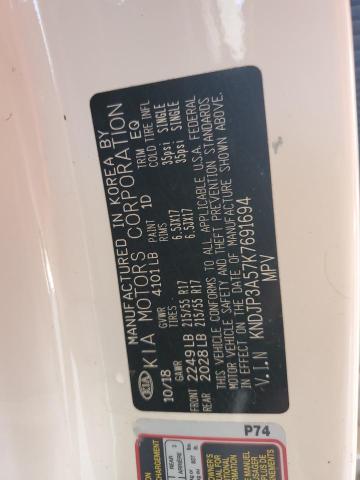 MANUFACTURED IN KOREA BY
KIA MOTORS CORPORATION
10/18 GVWR 4101LB PAINT 1D TRIM EQ
GAWR TIRES RIMS COLD TIRE INFL
FRONT 2249LB 215/55 R17 6.5JX17 35psi SINGLE
REAR 2028LB 215/55 R17 6.5JX17 35psi SINGLE
THIS VEHICLE CONFORMS TO ALL APPLICABLE U.S.A. FEDERAL
MOTOR VEHICLE SAFETY AND THEFT PREVENTION STANDARDS
IN EFFECT ON THE DATE OF MANUFACTURE SHOWN ABOVE.
V.I.N KNDJP3A57K7691694
MPV
KIA
P74
REAR
ARRIÈRE